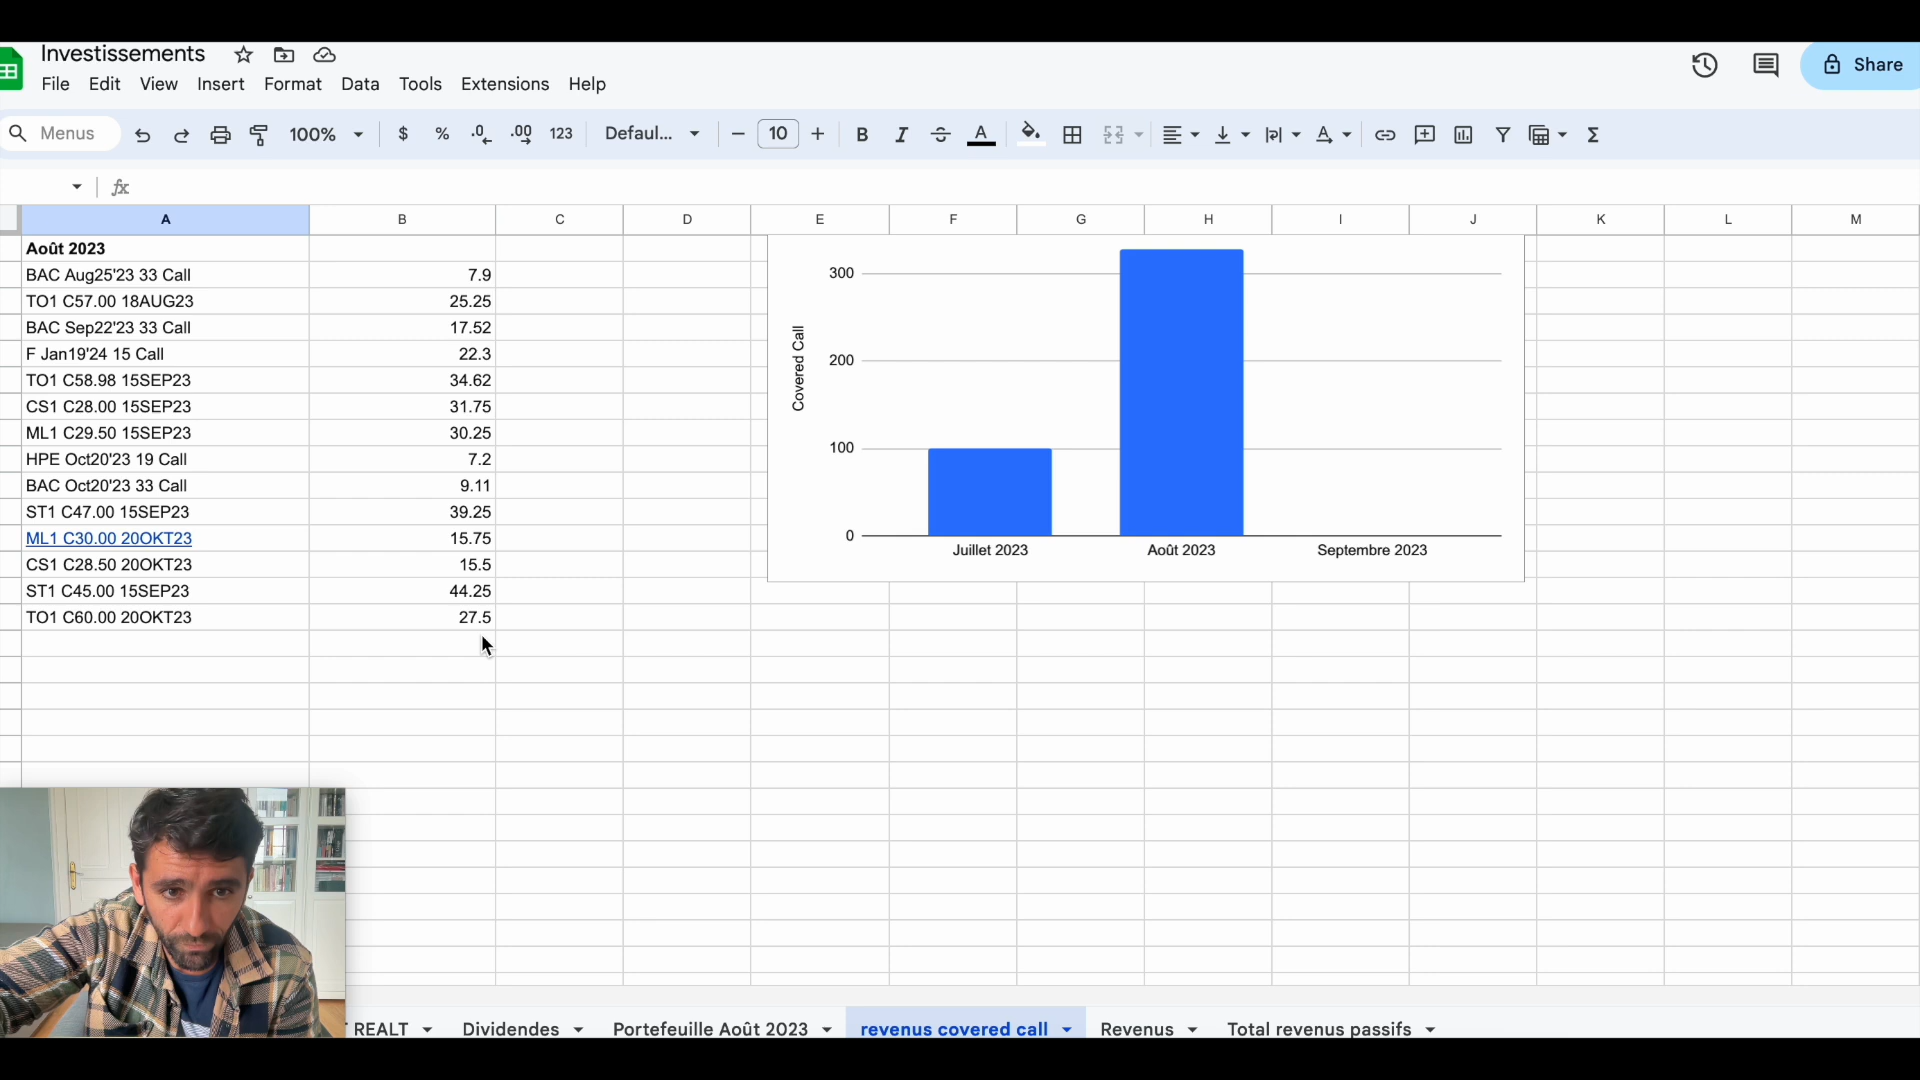 Investissements
File Edit View Insert Format Data Tools Extensions Help
Share
Menus 100% $ % .0 .00 123 Defaul... 10 B I S A A Σ
fx
A B C D E F G H I J K L M
Août 2023
BAC Aug25'23 33 Call 7.9
TO1 C57.00 18AUG23 25.25
BAC Sep22'23 33 Call 17.52
F Jan19'24 15 Call 22.3
TO1 C58.98 15SEP23 34.62
CS1 C28.00 15SEP23 31.75
ML1 C29.50 15SEP23 30.25
HPE Oct20'23 19 Call 7.2
BAC Oct20'23 33 Call 9.11
ST1 C47.00 15SEP23 39.25
ML1 C30.00 20OKT23 15.75
CS1 C28.50 20OKT23 15.5
ST1 C45.00 15SEP23 44.25
TO1 C60.00 20OKT23 27.5
Covered Call
300
200
100
0
Juillet 2023 Août 2023 Septembre 2023
REALT Dividendes Portefeuille Août 2023 revenus covered call Revenus Total revenus passifs